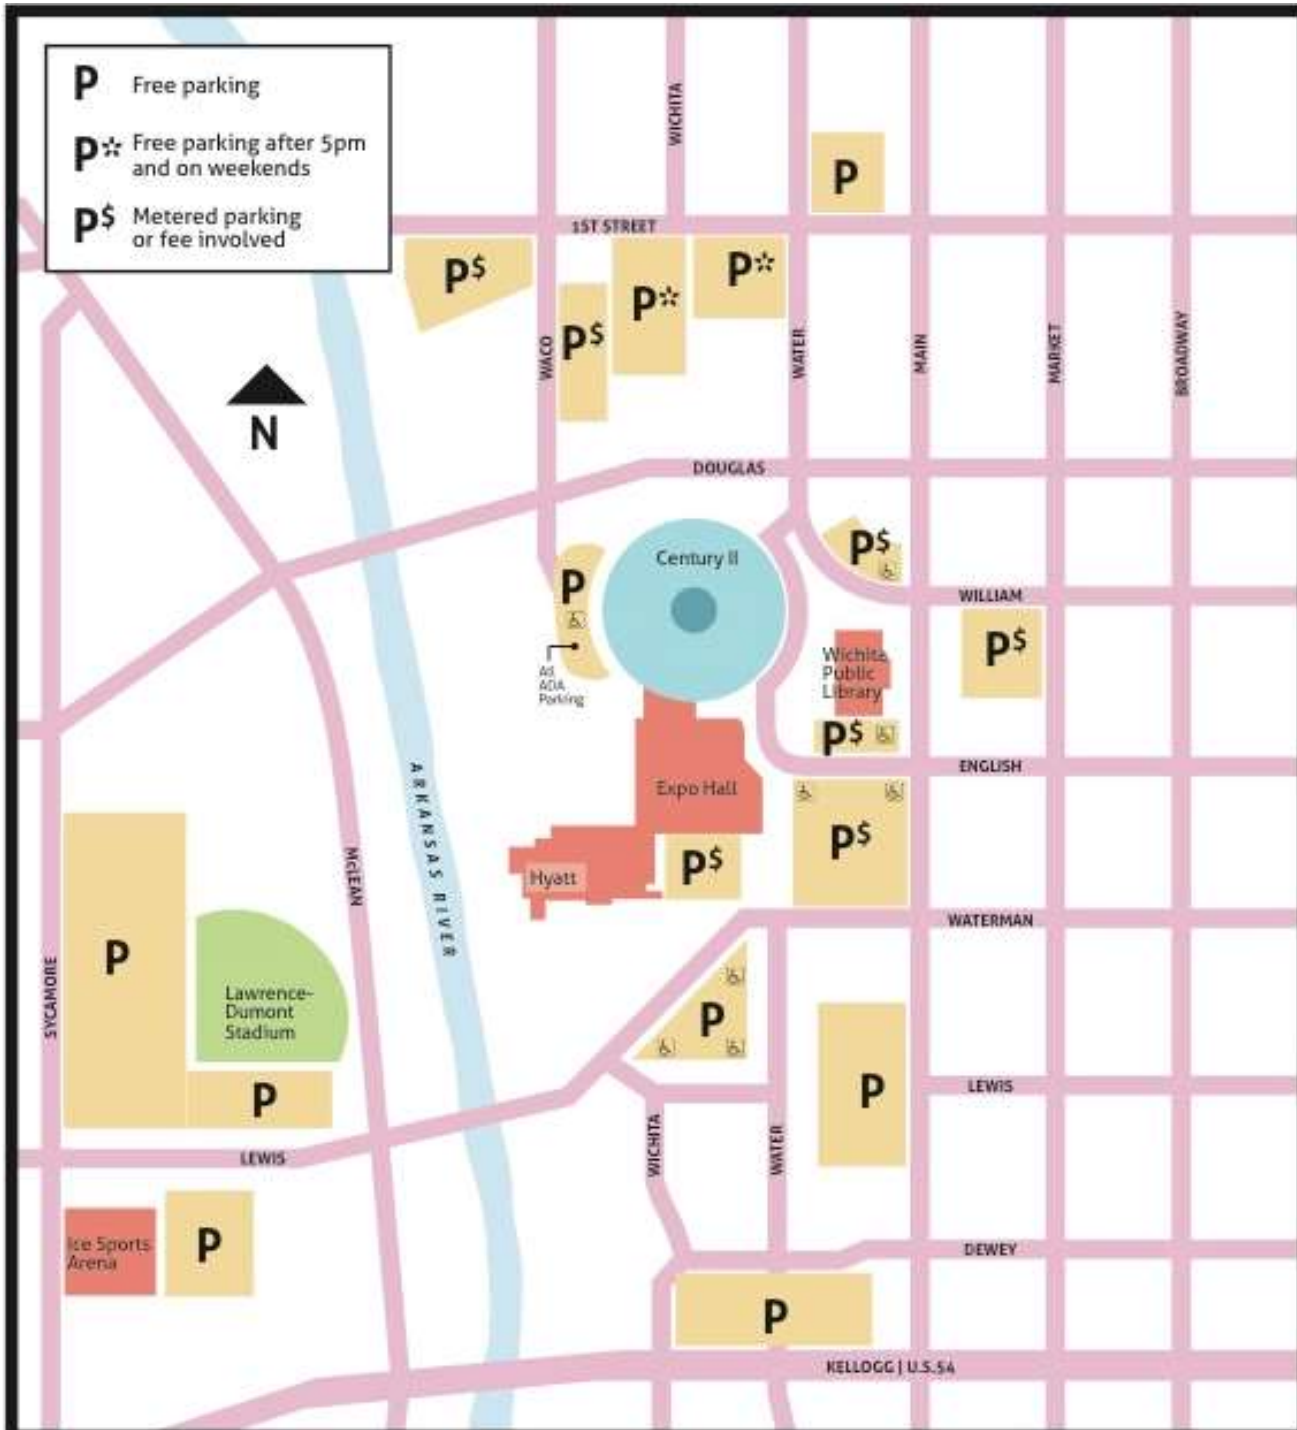 P Free parking
P* Free parking after 5pm
and on weekends
P$ Metered parking
or fee involved
WICHITA
P
1ST STREET
P$
P*
P*
P$
WACO
WATER
MAIN
MARKET
BROADWAY
N
DOUGLAS
Century II
P$
P
WILLIAM
P$
All
ADA
Parking
Wichita
Public
Library
P$
ENGLISH
ARKANSAS RIVER
Expo Hall
P$
P$
Hyatt
McLEAN
WATERMAN
SYCAMORE
P
Lawrence-
Dumont
Stadium
P
P
P
LEWIS
LEWIS
WICHITA
WATER
Ice Sports
Arena
P
DEWEY
P
KELLOGG | U.S.54